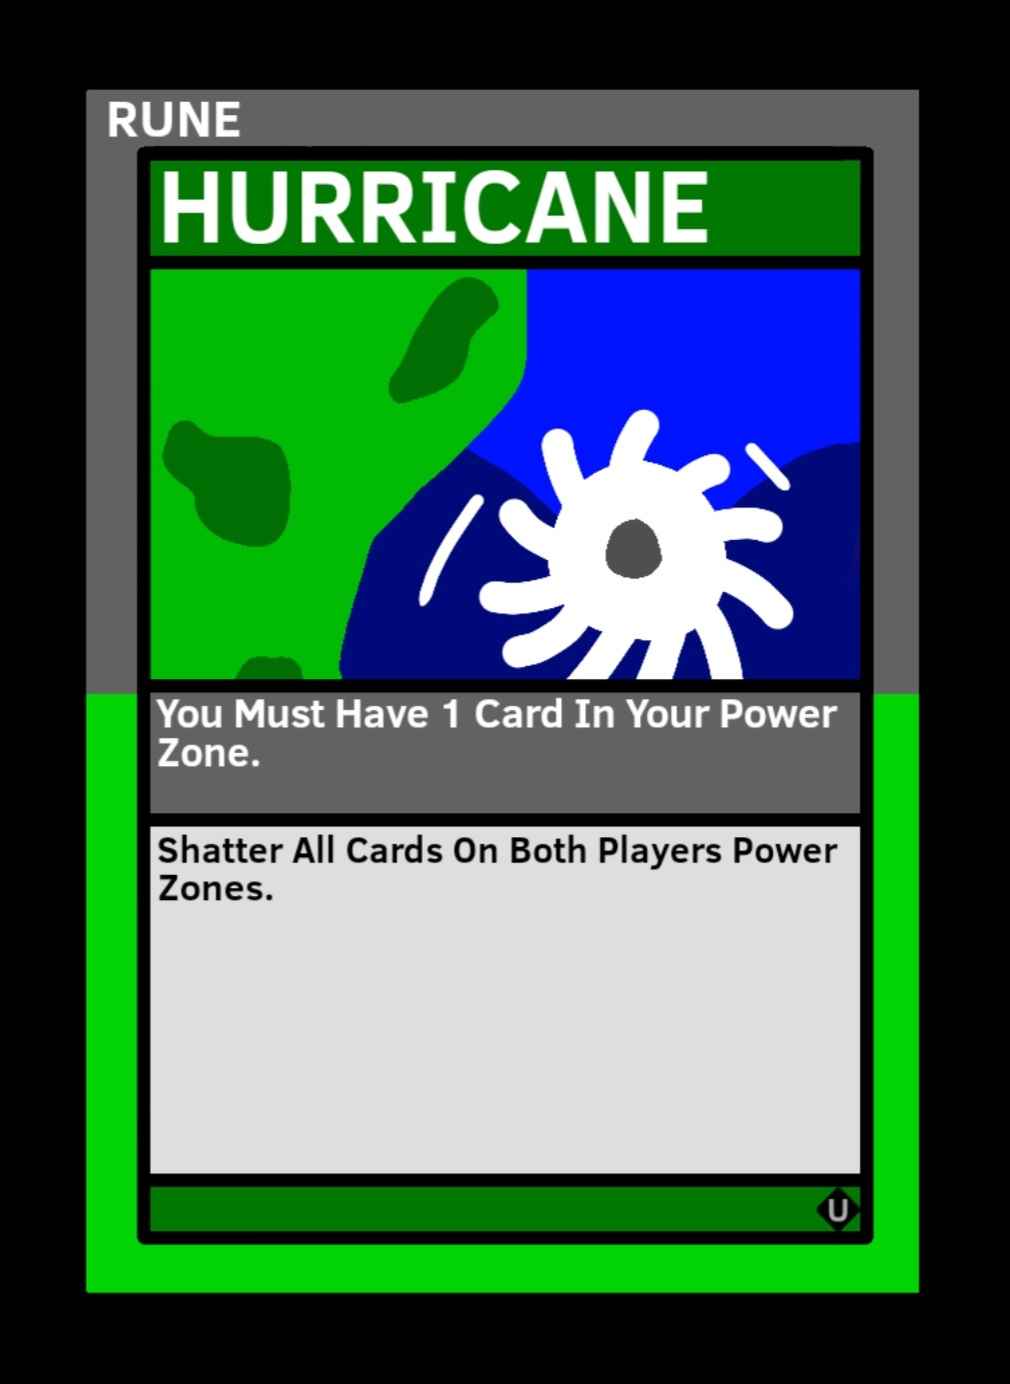 RUNE
HURRICANE
You Must Have 1 Card In Your Power
Zone.
Shatter All Cards On Both Players Power
Zones.
U